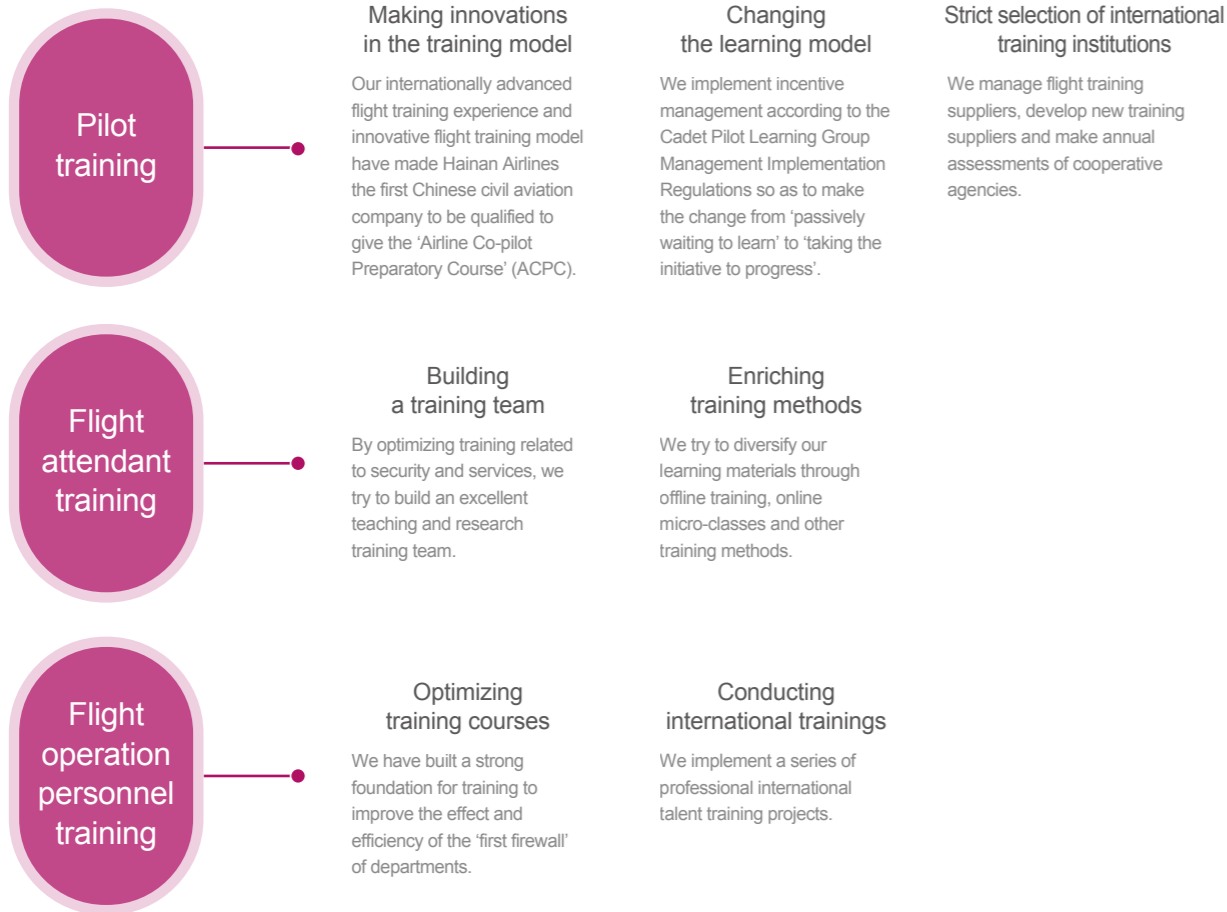 Pilot
training
Making innovations
in the training model
Our internationally advanced
flight training experience and
innovative flight training model
have made Hainan Airlines
the first Chinese civil aviation
company to be qualified to
give the ‘Airline Co-pilot
Preparatory Course’ (ACPC).
Changing
the learning model
We implement incentive
management according to the
Cadet Pilot Learning Group
Management Implementation
Regulations so as to make
the change from ‘passively
waiting to learn’ to ‘taking the
initiative to progress’.
Strict selection of international
training institutions
We manage flight training
suppliers, develop new training
suppliers and make annual
assessments of cooperative
agencies.
Flight
attendant
training
Building
a training team
By optimizing training related
to security and services, we
try to build an excellent
teaching and research
training team.
Enriching
training methods
We try to diversify our
learning materials through
offline training, online
micro-classes and other
training methods.
Flight
operation
personnel
training
Optimizing
training courses
We have built a strong
foundation for training to
improve the effect and
efficiency of the ‘first firewall’
of departments.
Conducting
international trainings
We implement a series of
professional international
talent training projects.